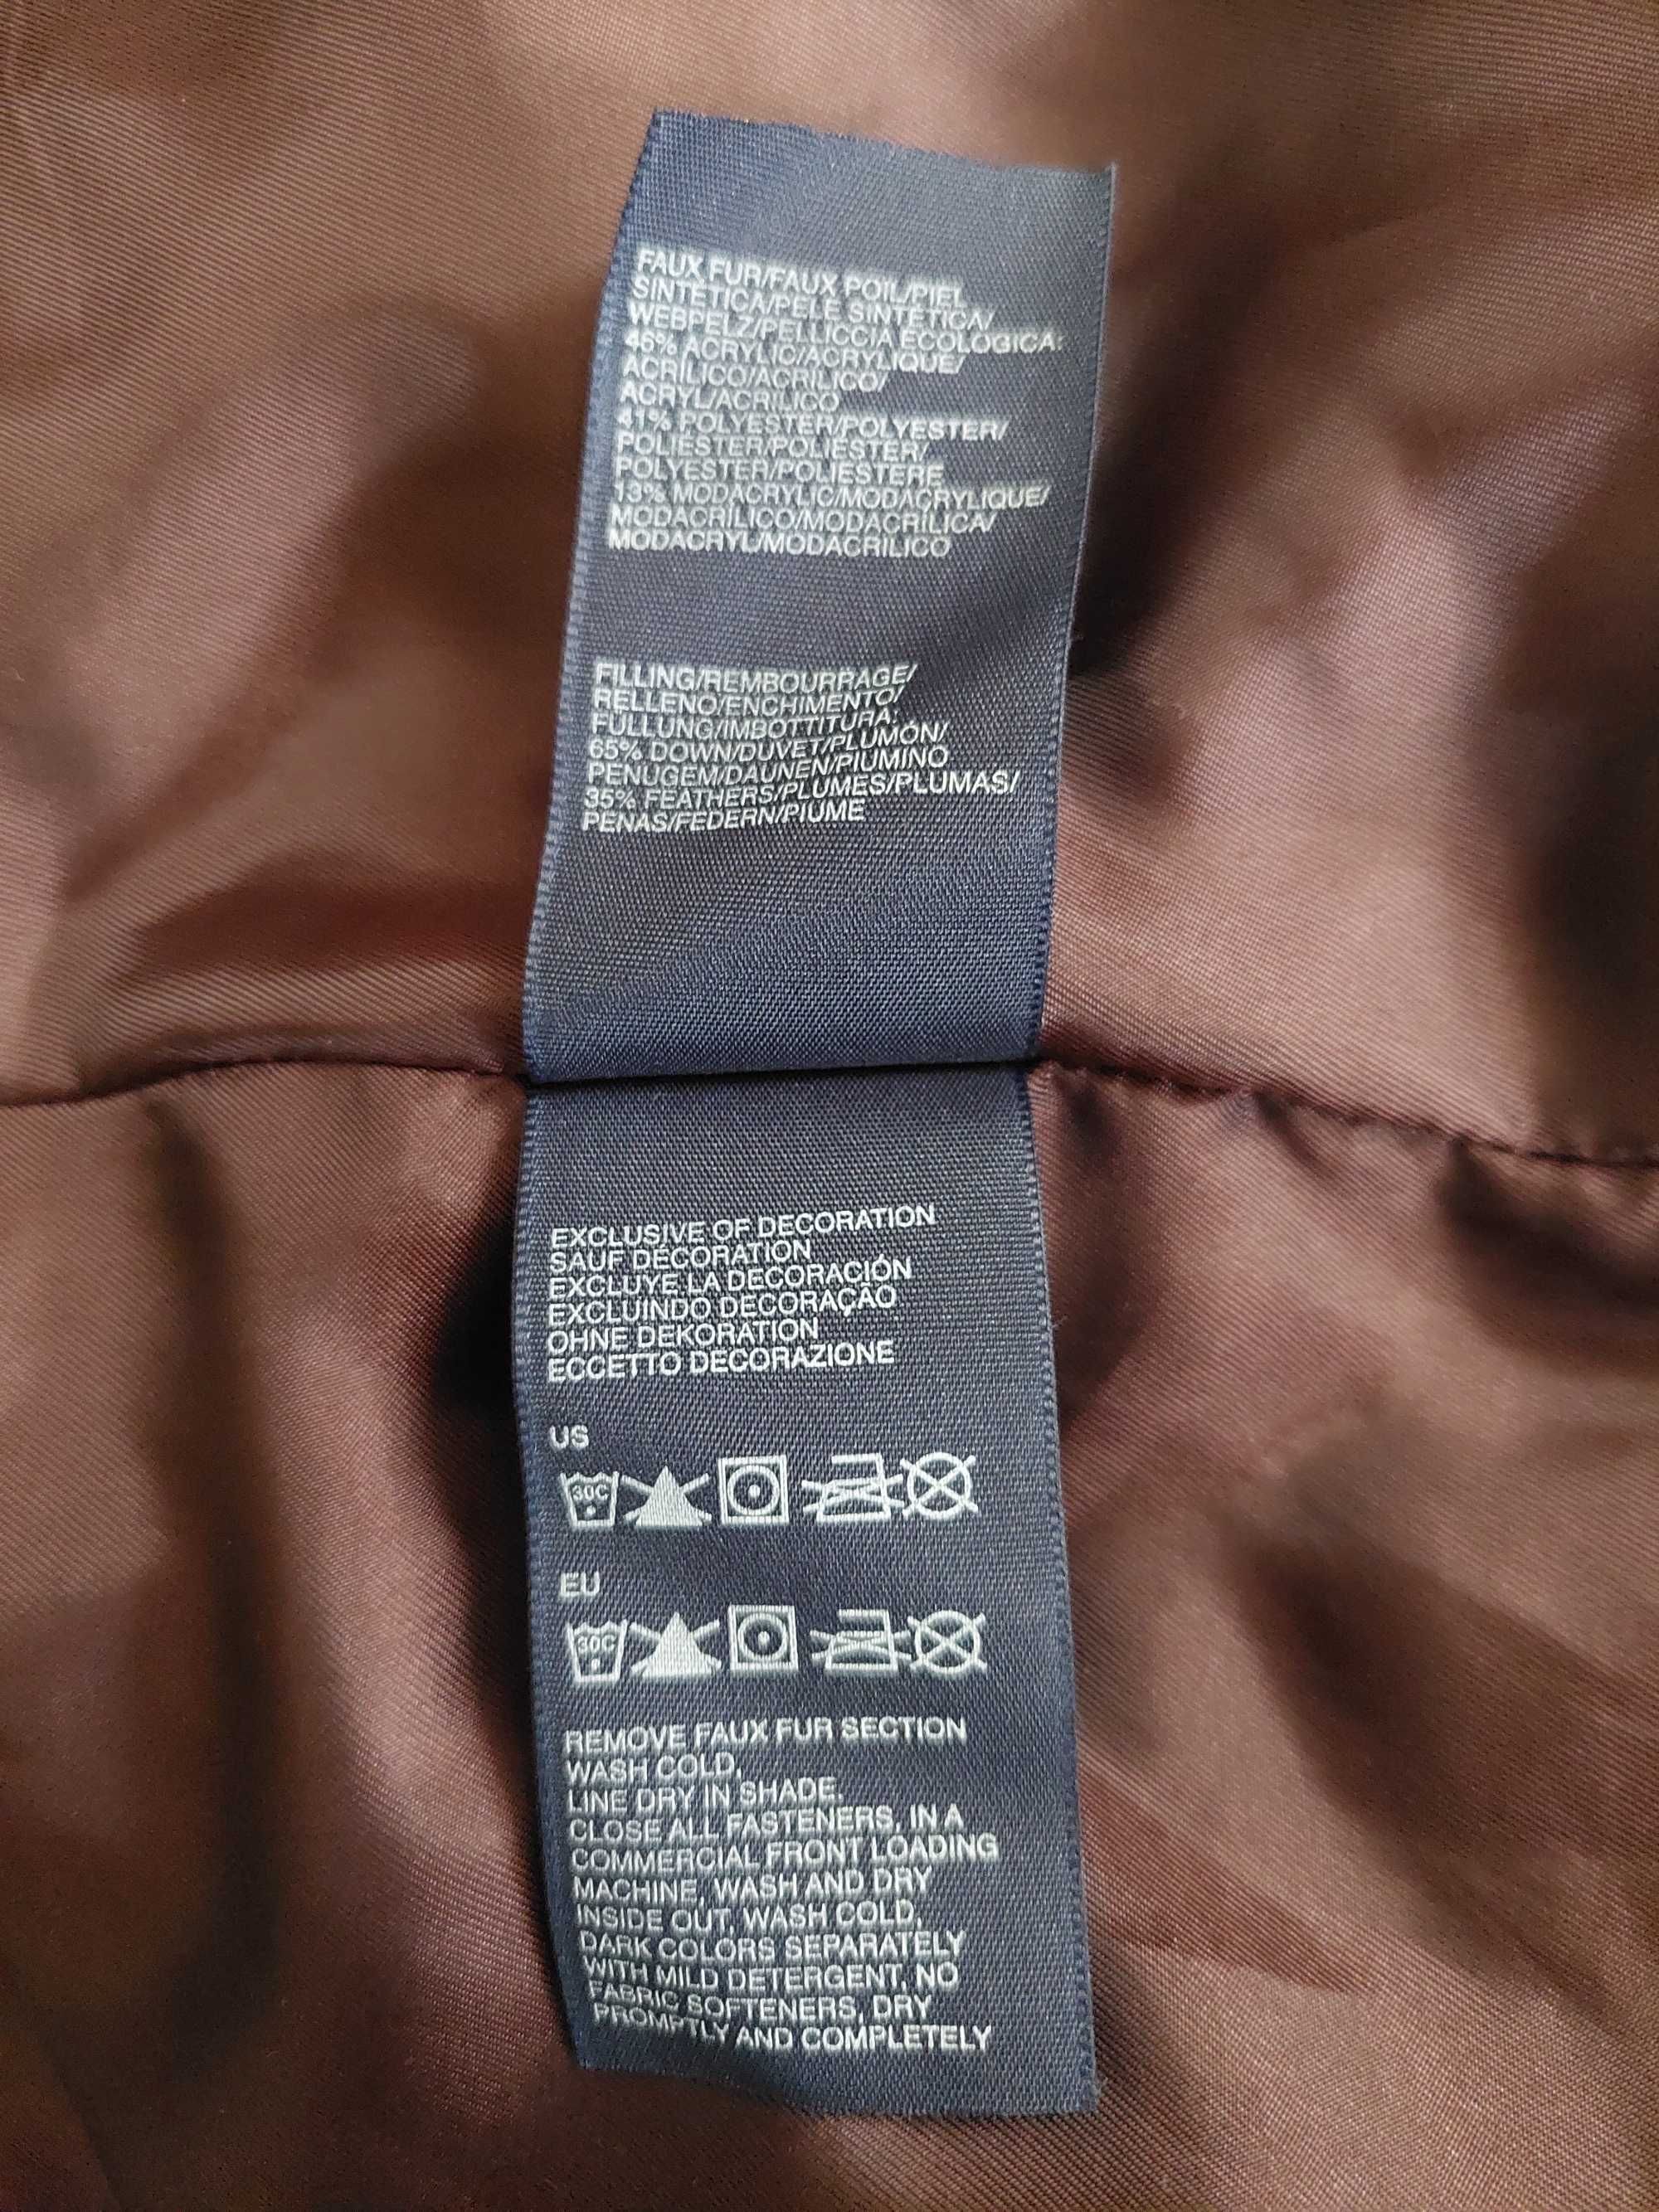 FAUX FUR/FAUX POIL/PIEL
SINTÉTICA/PELE SINTÉTICA/
WEBPELZ/PELLICCIA ECOLOGICA:
46% ACRYLIC/ACRYLIQUE/
ACRÍLICO/ACRÍLICO/
ACRYL/ACRILICO
41% POLYESTER/POLYESTER/
POLIÉSTER/POLIÉSTER/
POLYESTER/POLIESTERE
13% MODACRYLIC/MODACRYLIQUE/
MODACRÍLICO/MODACRÍLICA/
MODACRYL/MODACRILICO
FILLING/REMBOURRAGE/
RELLENO/ENCHIMENTO/
FÜLLUNG/IMBOTTITURA:
65% DOWN/DUVET/PLUMÓN/
PENUGEM/DAUNEN/PIUMINO
35% FEATHERS/PLUMES/PLUMAS/
PENAS/FEDERN/PIUME
EXCLUSIVE OF DECORATION
SAUF DÉCORATION
EXCLUYE LA DECORACIÓN
EXCLUINDO DECORAÇÃO
OHNE DEKORATION
ECCETTO DECORAZIONE
US
30C
EU
30C
REMOVE FAUX FUR SECTION
WASH COLD,
LINE DRY IN SHADE.
CLOSE ALL FASTENERS, IN A
COMMERCIAL FRONT LOADING
MACHINE, WASH AND DRY
INSIDE OUT, WASH COLD,
DARK COLORS SEPARATELY
WITH MILD DETERGENT, NO
FABRIC SOFTENERS, DRY
PROMPTLY AND COMPLETELY